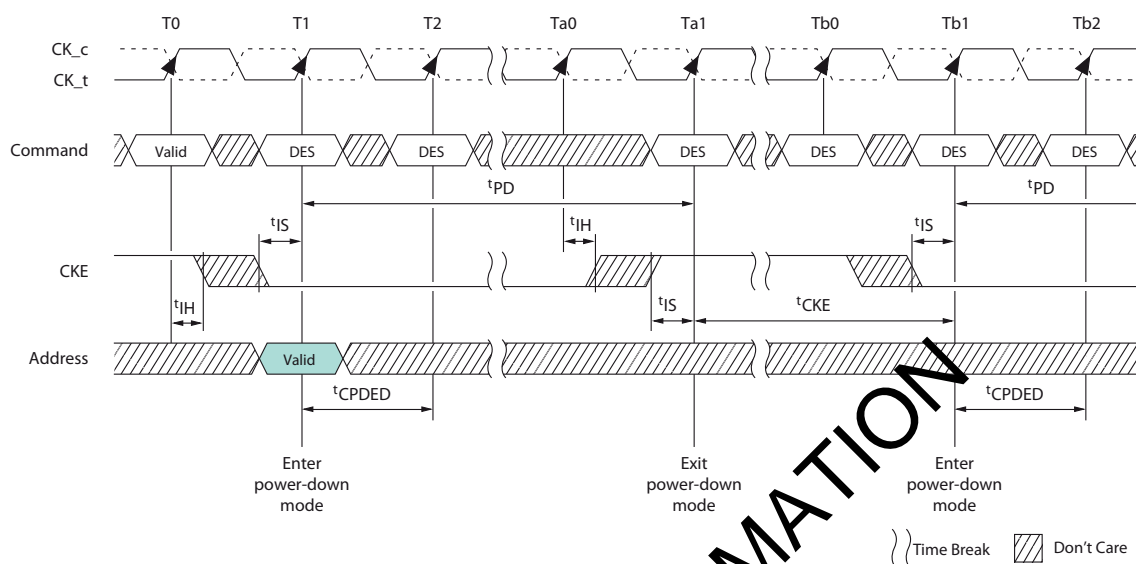 T0 T1 T2 Ta0 Ta1 Tb0 Tb1 Tb2
CK_c
CK_t
Command Valid DES DES DES DES DES DES
tPD tPD
tIS tIH tIS
CKE
tIH tIS tCKE
Address Valid
tCPDED tCPDED
Enter power-down mode
Exit power-down mode
Enter power-down mode
Time Break Don't Care
MATION